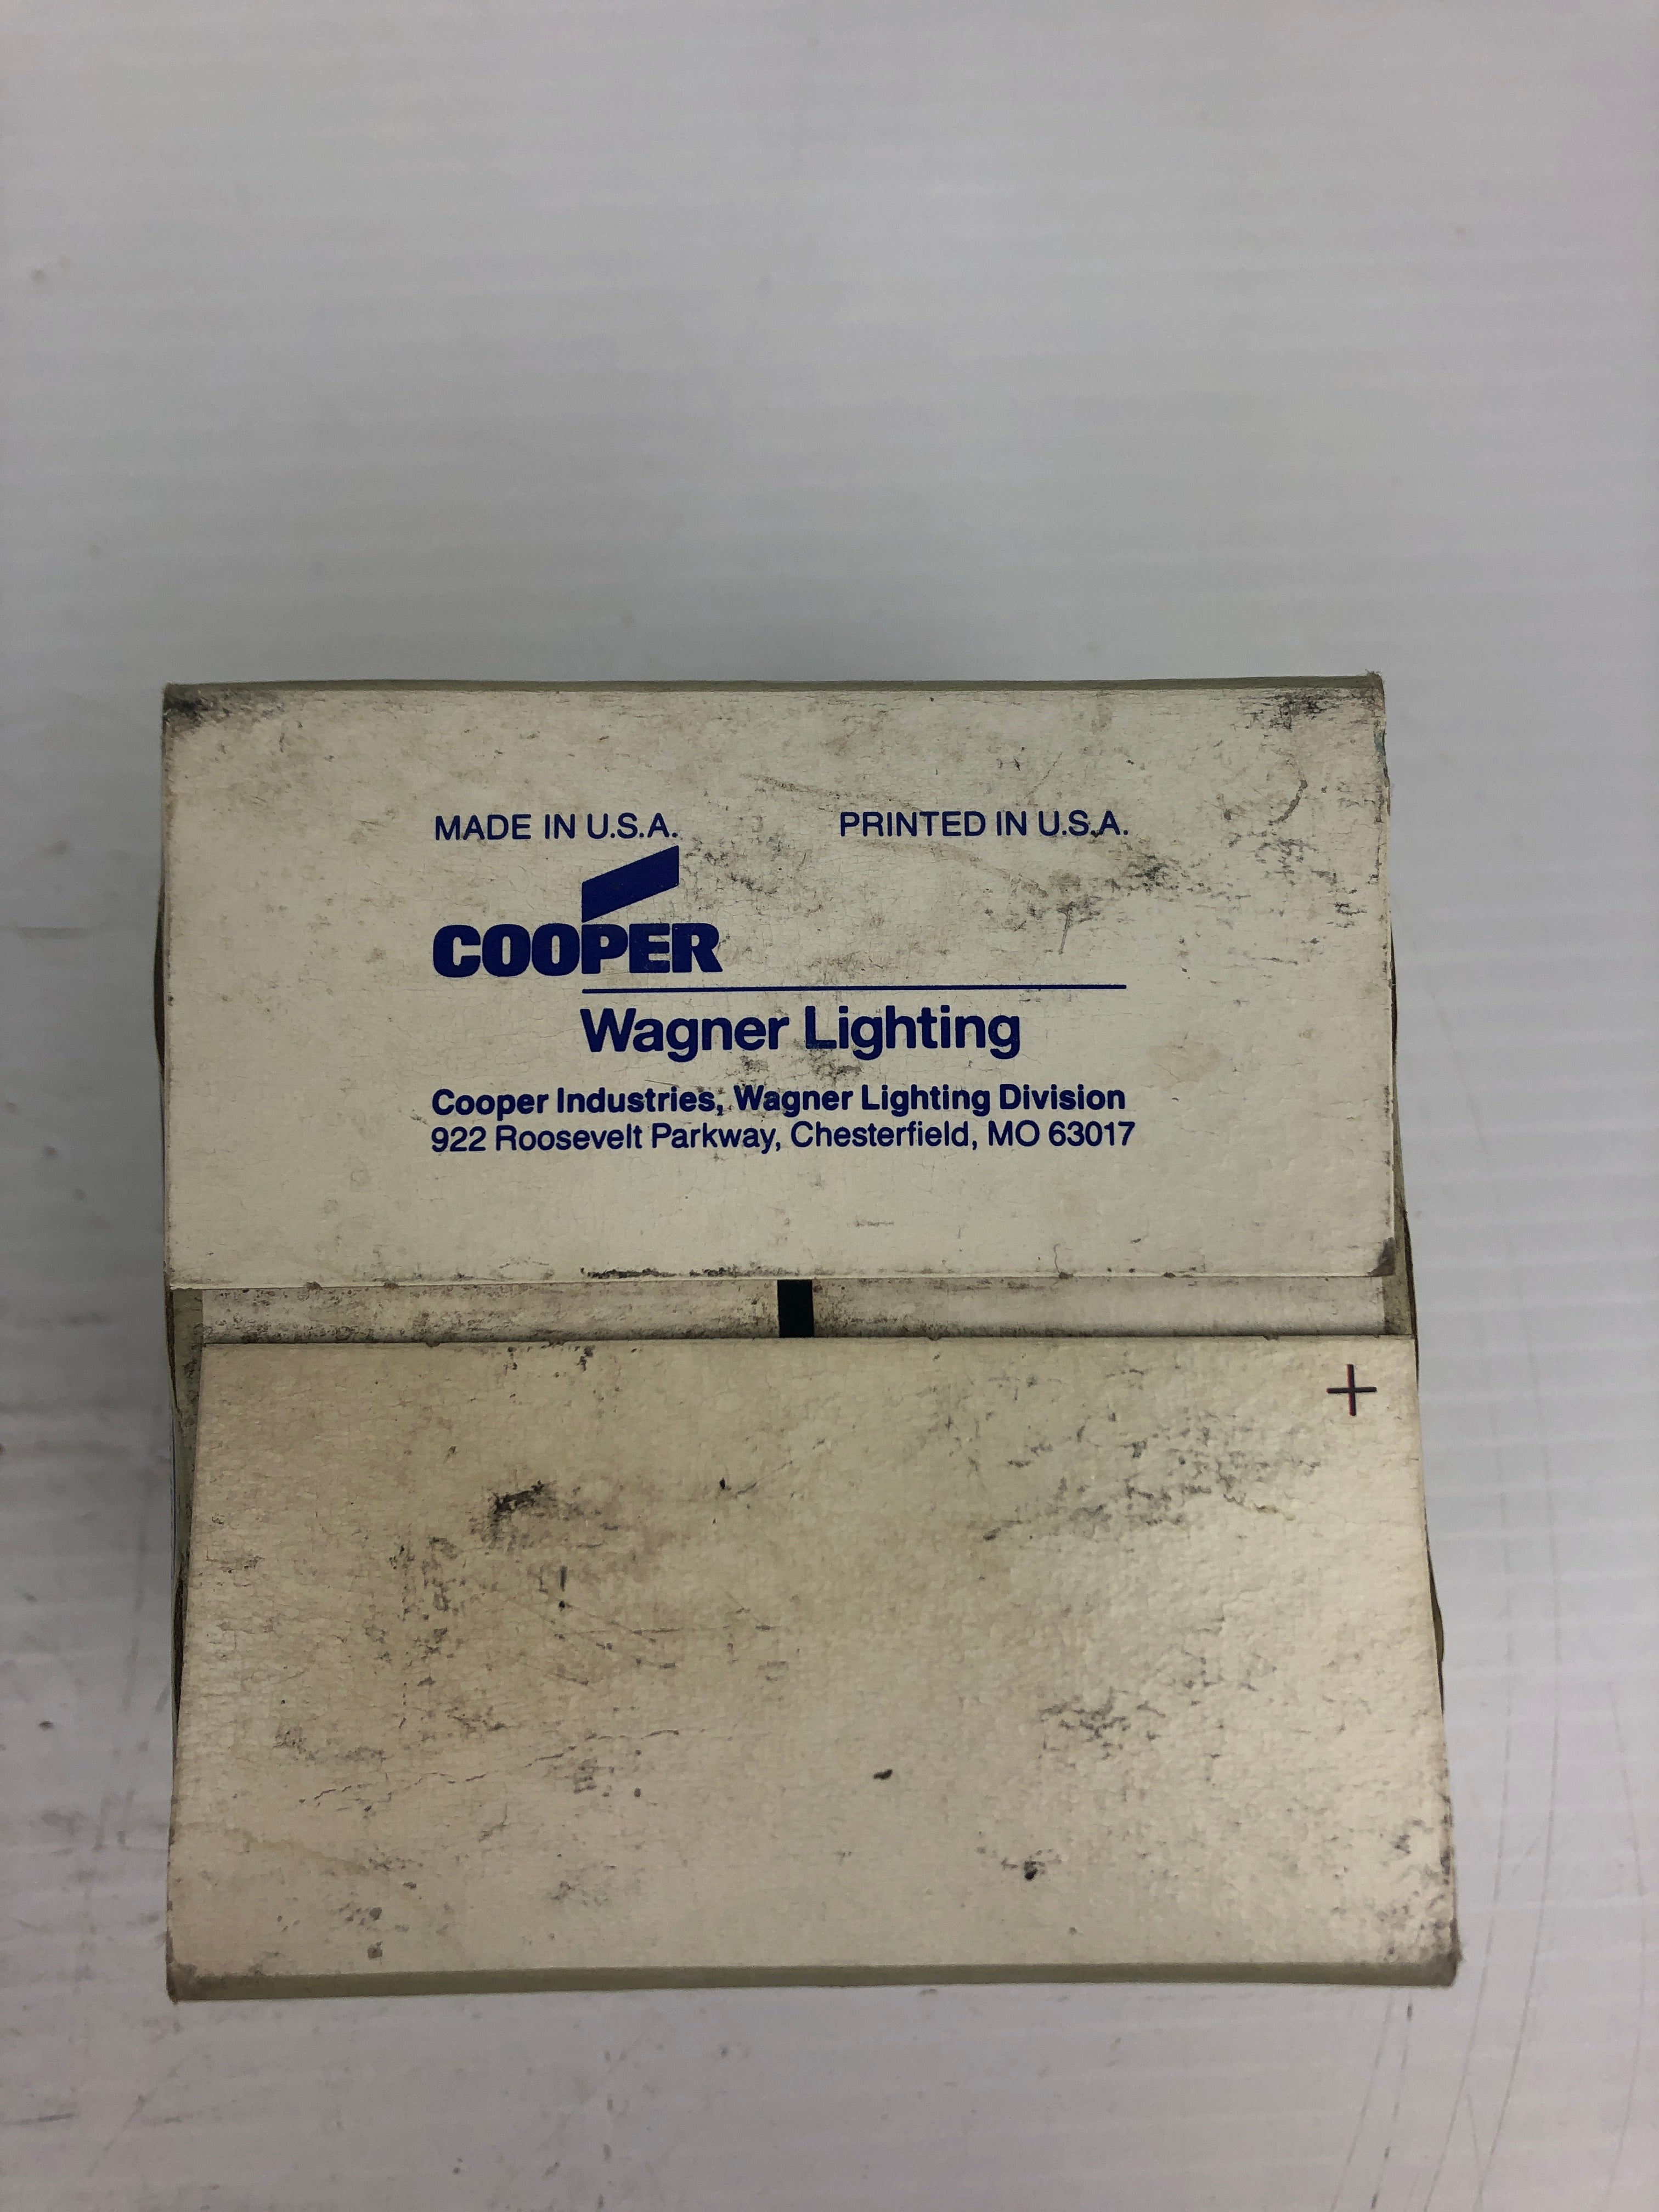 MADE IN U.S.A. PRINTED IN U.S.A.
COOPER
Wagner Lighting
Cooper Industries, Wagner Lighting Division
922 Roosevelt Parkway, Chesterfield, MO 63017